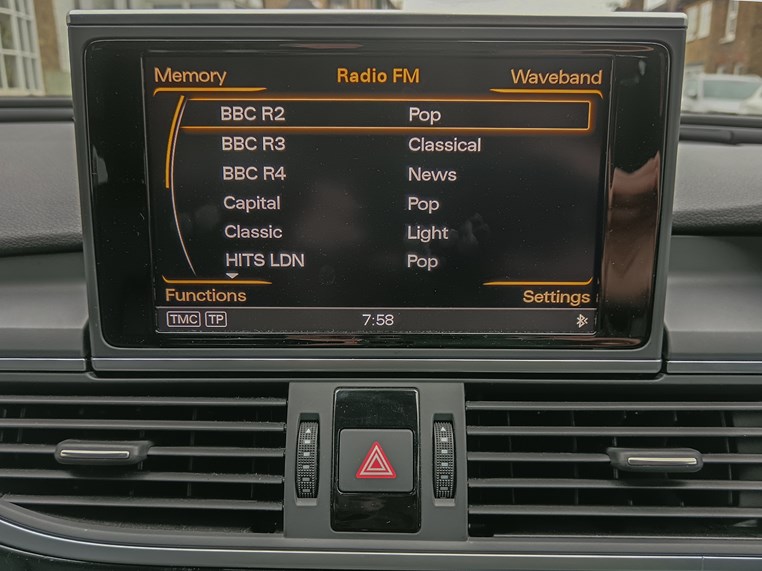 Memory Radio FM Waveband
BBC R2 Pop
BBC R3 Classical
BBC R4 News
Capital Pop
Classic Light
HITS LDN Pop
Functions Settings
TMC TP 7:58